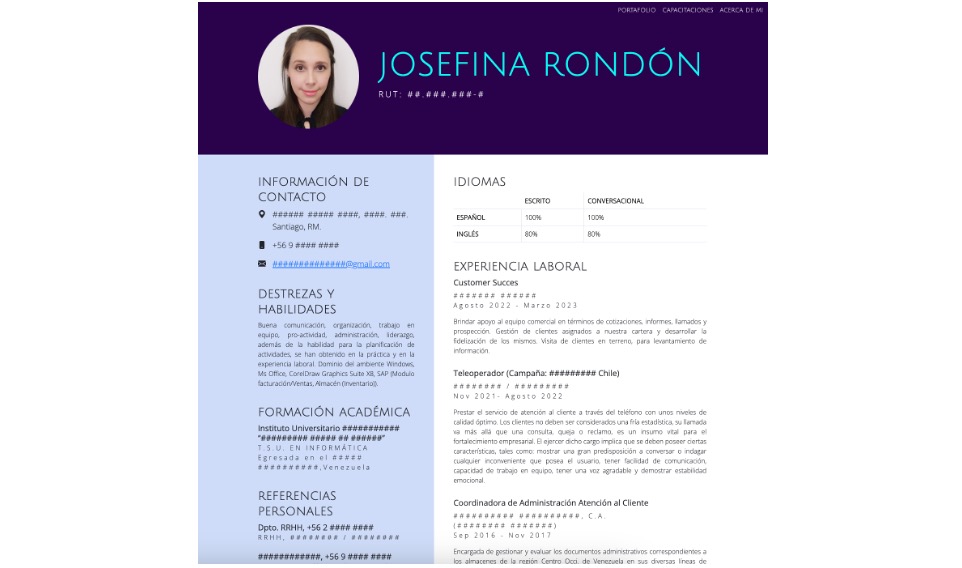 PORTAFOLIO CAPACITACIONES ACERCA DE MI
JOSEFINA RONDÓN
RUT: ##.###.###-#
INFORMACIÓN DE
CONTACTO
###### ##### ####, ####. ###.
Santiago, RM.
+56 9 #### ####
##############@gmail.com
DESTREZAS Y
HABILIDADES
Buena comunicación, organización, trabajo en
equipo, pro-actividad, administración, liderazgo,
además de la habilidad para la planificación de
actividades, se han obtenido en la práctica y en la
experiencia laboral. Dominio del ambiente Windows,
Ms Office, CorelDraw Graphics Suite X8, SAP (Modulo
facturación/Ventas, Almacén (Inventario)).
FORMACIÓN ACADÉMICA
Instituto Universitario ###########
"######### ##### ## ######"
T.S.U. EN INFORMÁTICA
Egresada en el #####
##########,Venezuela
REFERENCIAS
PERSONALES
Dpto. RRHH, +56 2 #### ####
RRHH, ######## / ########
############, +56 9 #### ####
IDIOMAS
ESCRITO CONVERSACIONAL
ESPAÑOL 100% 100%
INGLÉS 80% 80%
EXPERIENCIA LABORAL
Customer Succes
####### ######
Agosto 2022 - Marzo 2023
Brindar apoyo al equipo comercial en términos de cotizaciones, informes, llamados y
prospección. Gestión de clientes asignados a nuestra cartera y desarrollar la
fidelización de los mismos. Visita de clientes en terreno, para levantamiento de
información.
Teleoperador (Campaña: ######### Chile)
######## / #########
Nov 2021- Agosto 2022
Prestar el servicio de atención al cliente a través del teléfono con unos niveles de
calidad óptimo. Los clientes no deben ser considerados una fría estadística, su llamada
va más allá que una consulta, queja o reclamo, es un insumo vital para el
fortalecimiento empresarial. El ejercer dicho cargo implica que se deben poseer ciertas
características, tales como: mostrar una gran predisposición a conversar o indagar
cualquier inconveniente que posea el usuario, tener facilidad de comunicación,
capacidad de trabajo en equipo, tener una voz agradable y demostrar estabilidad
emocional.
Coordinadora de Administración Atención al Cliente
########## ##########, C.A.
(######## #######)
Sep 2016 - Nov 2017
Encargada de gestionar y evaluar los documentos administrativos correspondientes a
los almacenes de la región Centro Occi. de Venezuela en sus diversas líneas de